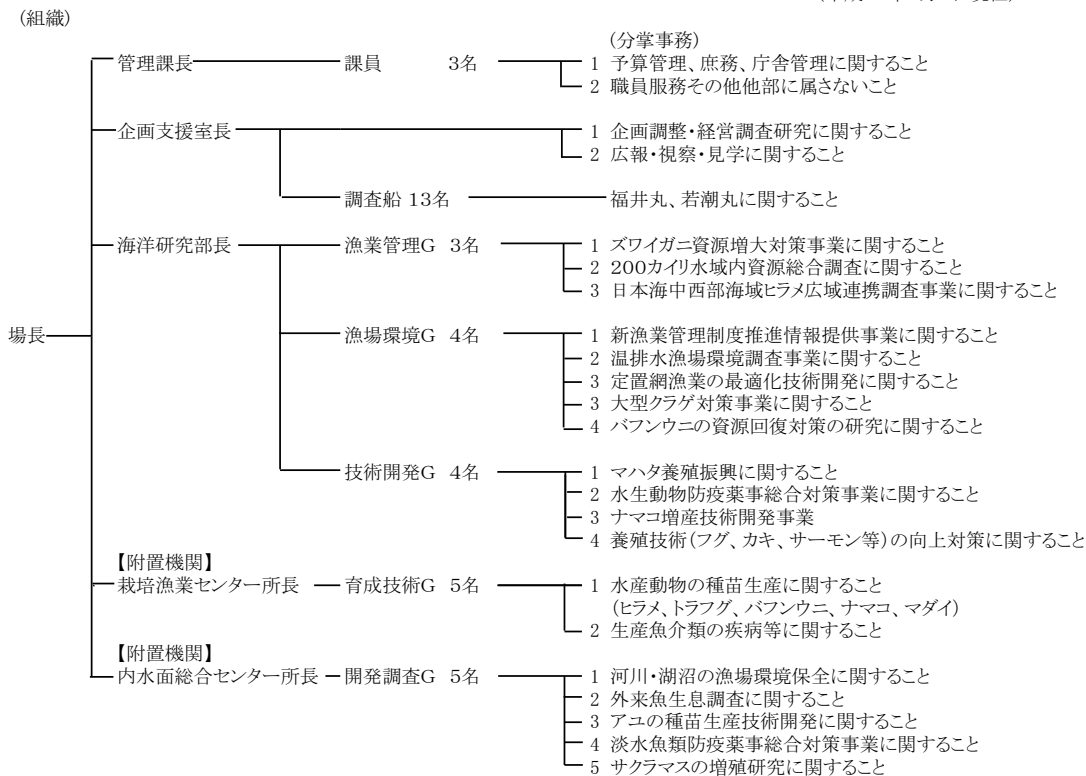 (組織)
(分掌事務)
管理課長 課員 3名 1 予算管理、庶務、庁舎管理に関すること
2 職員服務その他他部に属さないこと
企画支援室長 1 企画調整・経営調査研究に関すること
2 広報・視察・見学に関すること
調査船 13名 福井丸、若潮丸に関すること
海洋研究部長 漁業管理G 3名 1 ズワイガニ資源増大対策事業に関すること
2 200カイリ水域内資源総合調査に関すること
3 日本海中西部海域ヒラメ広域連携調査事業に関すること
場長 漁場環境G 4名 1 新漁業管理制度推進情報提供事業に関すること
2 温排水漁場環境調査事業に関すること
3 定置網漁業の最適化技術開発に関すること
3 大型クラゲ対策事業に関すること
4 バフンウニの資源回復対策の研究に関すること
技術開発G 4名 1 マハタ養殖振興に関すること
2 水生動物防疫薬事総合対策事業に関すること
3 ナマコ増産技術開発事業
4 養殖技術(フグ、カキ、サーモン等)の向上対策に関すること
【附置機関】
栽培漁業センター所長 育成技術G 5名 1 水産動物の種苗生産に関すること
(ヒラメ、トラフグ、バフンウニ、ナマコ、マダイ)
2 生産魚介類の疾病等に関すること
【附置機関】
内水面総合センター所長 開発調査G 5名 1 河川・湖沼の漁場環境保全に関すること
2 外来魚生息調査に関すること
3 アユの種苗生産技術開発に関すること
4 淡水魚類防疫薬事総合対策事業に関すること
5 サクラマスの増殖研究に関すること